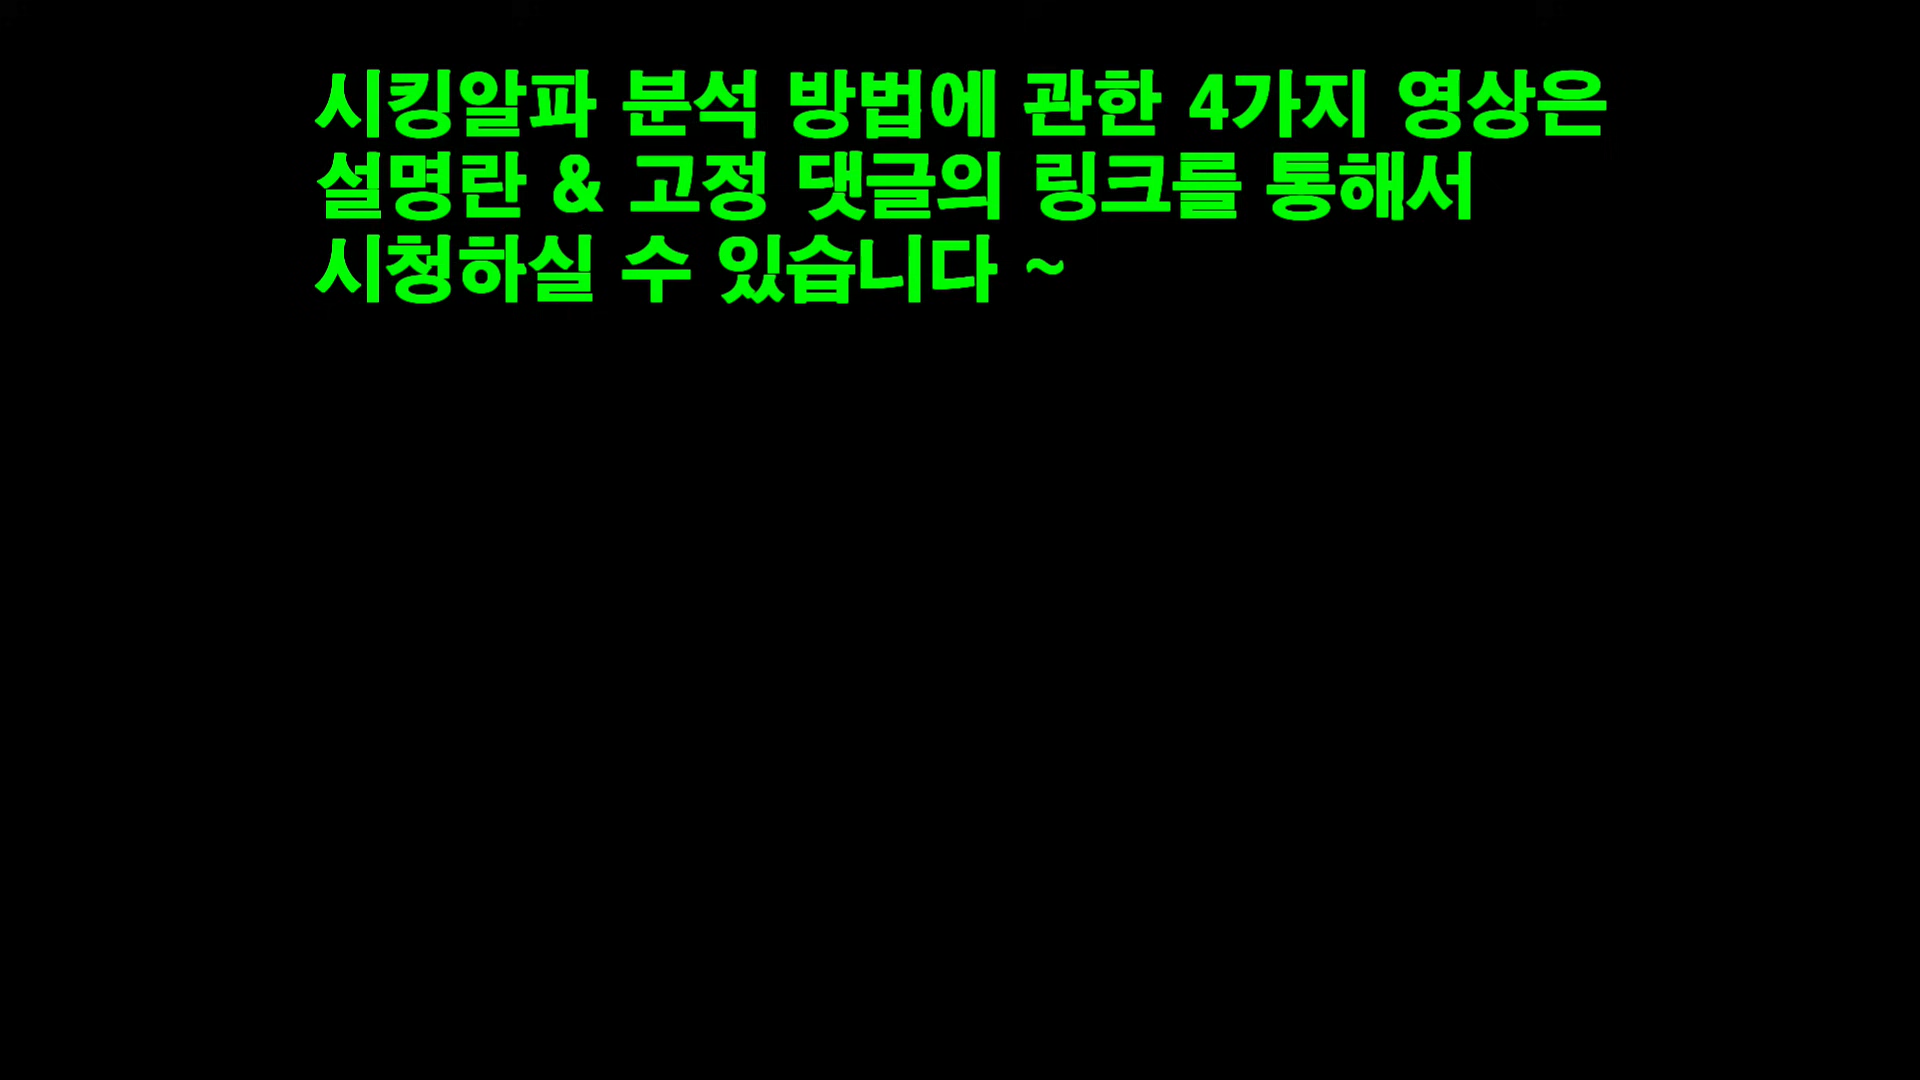 시킹알파 분석 방법에 관한 4가지 영상은
설명란 & 고정 댓글의 링크를 통해서
시청하실 수 있습니다 ~